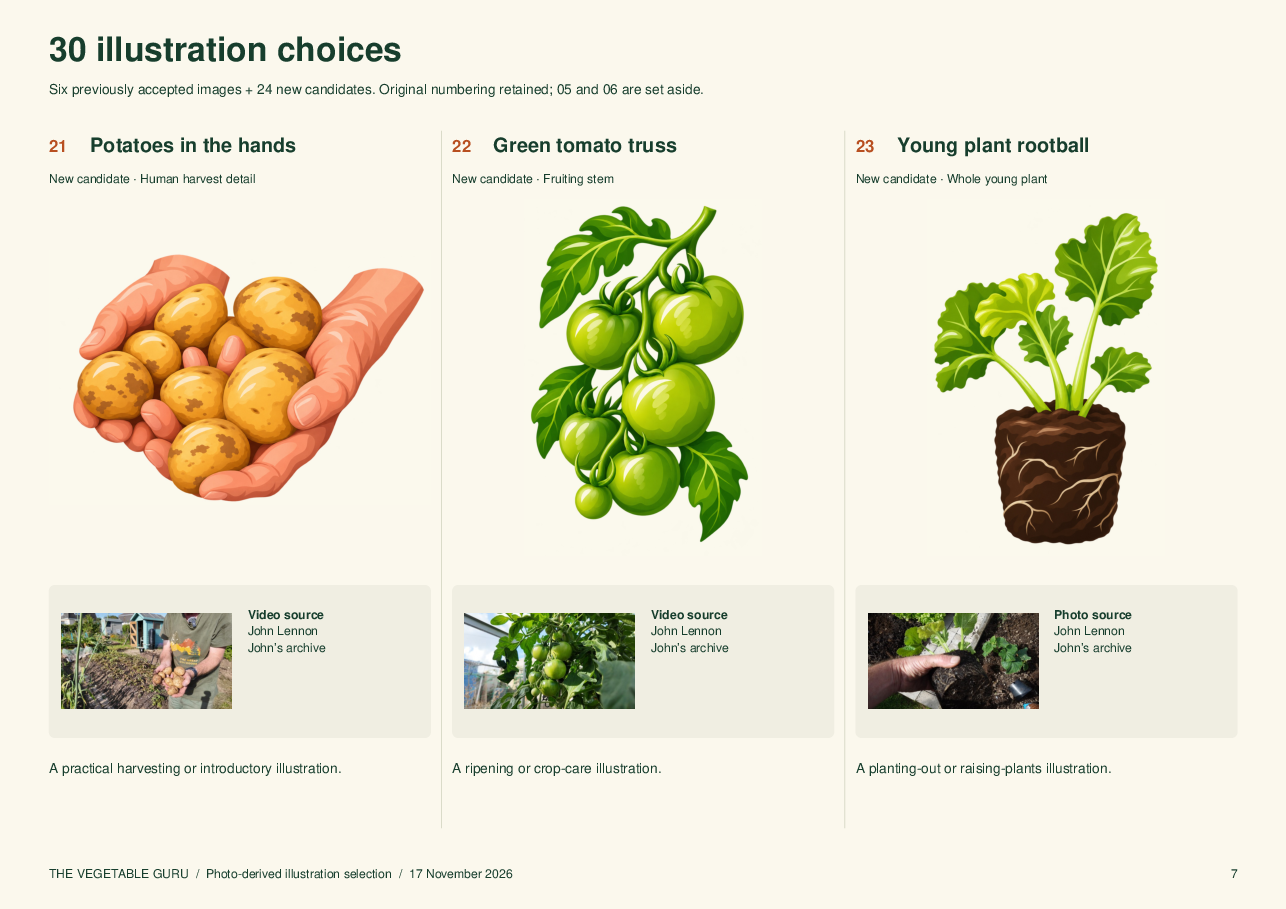 30 illustration choices
Six previously accepted images + 24 new candidates. Original numbering retained; 05 and 06 are set aside.
21 Potatoes in the hands
New candidate · Human harvest detail
22 Green tomato truss
New candidate · Fruiting stem
23 Young plant rootball
New candidate · Whole young plant
Video source
John Lennon
John's archive
Video source
John Lennon
John's archive
Photo source
John Lennon
John's archive
A practical harvesting or introductory illustration.
A ripening or crop-care illustration.
A planting-out or raising-plants illustration.
THE VEGETABLE GURU / Photo-derived illustration selection / 17 November 2026
7